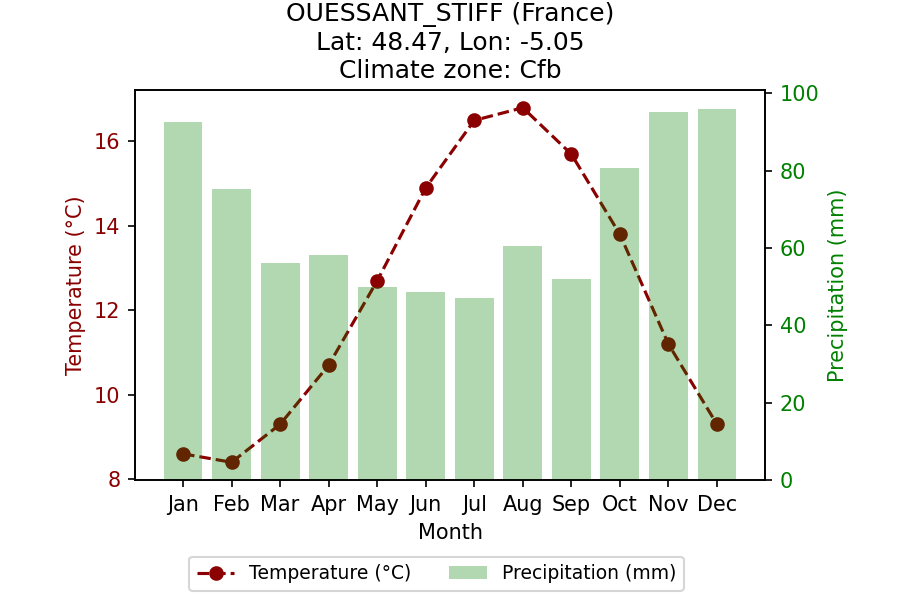 OUESSANT_STIFF (France)
Lat: 48.47, Lon: -5.05
Climate zone: Cfb
Temperature (°C)
16
14
12
10
8
Precipitation (mm)
100
80
60
40
20
0
Jan Feb Mar Apr May Jun Jul Aug Sep Oct Nov Dec
Month
Temperature (°C) Precipitation (mm)